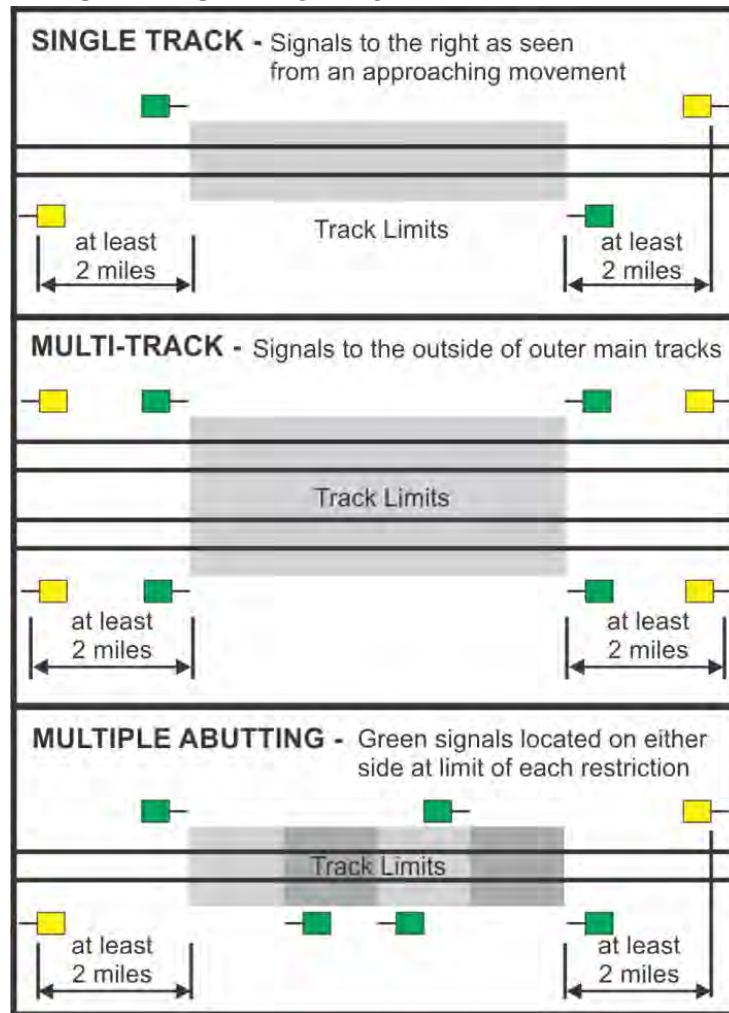 SINGLE TRACK - Signals to the right as seen
from an approaching movement
Track Limits
at least
2 miles
at least
2 miles
MULTI-TRACK - Signals to the outside of outer main tracks
Track Limits
at least
2 miles
at least
2 miles
MULTIPLE ABUTTING - Green signals located on either
side at limit of each restriction
Track Limits
at least
2 miles
at least
2 miles